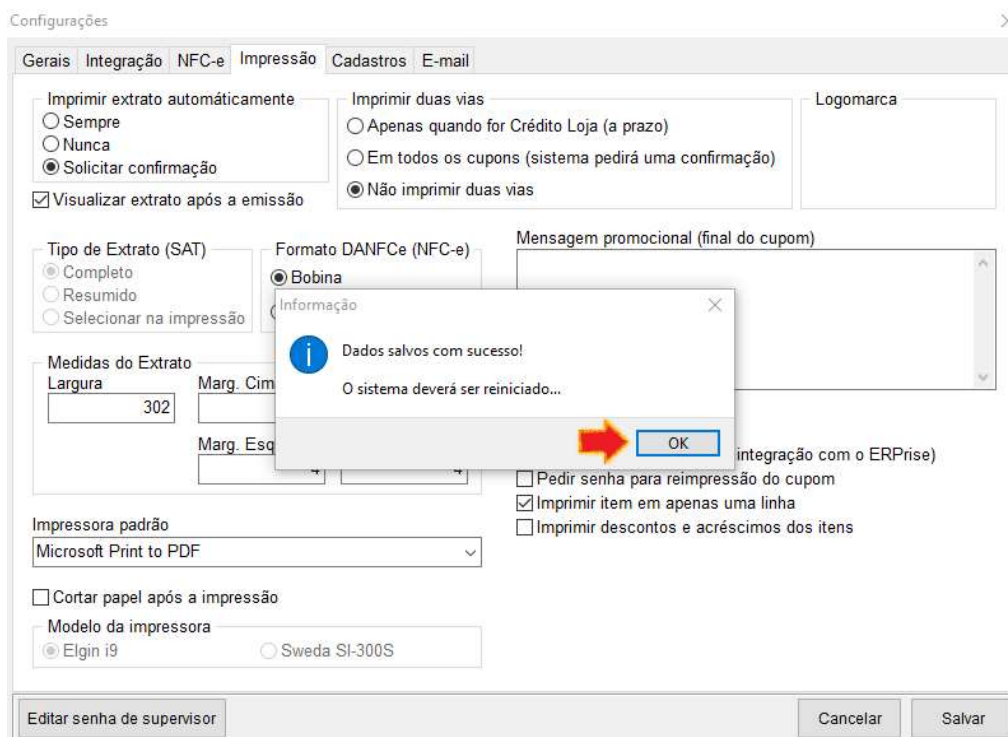 Configurações
Gerais Integração NFC-e Impressão Cadastros E-mail
Imprimir extrato automáticamente
Sempre
Nunca
Solicitar confirmação
Visualizar extrato após a emissão
Imprimir duas vias
Apenas quando for Crédito Loja (a prazo)
Em todos os cupons (sistema pedirá uma confirmação)
Não imprimir duas vias
Logomarca
Tipo de Extrato (SAT)
Completo
Resumido
Selecionar na impressão
Formato DANFCe (NFC-e)
Bobina
Mensagem promocional (final do cupom)
Informação
Dados salvos com sucesso!
O sistema deverá ser reiniciado...
OK
Medidas do Extrato
Largura Marg. Cim
302
Marg. Esq
4 4
integração com o ERPrise)
Pedir senha para reimpressão do cupom
Imprimir item em apenas uma linha
Imprimir descontos e acréscimos dos itens
Impressora padrão
Microsoft Print to PDF
Cortar papel após a impressão
Modelo da impressora
Elgin i9 Sweda SI-300S
Editar senha de supervisor Cancelar Salvar